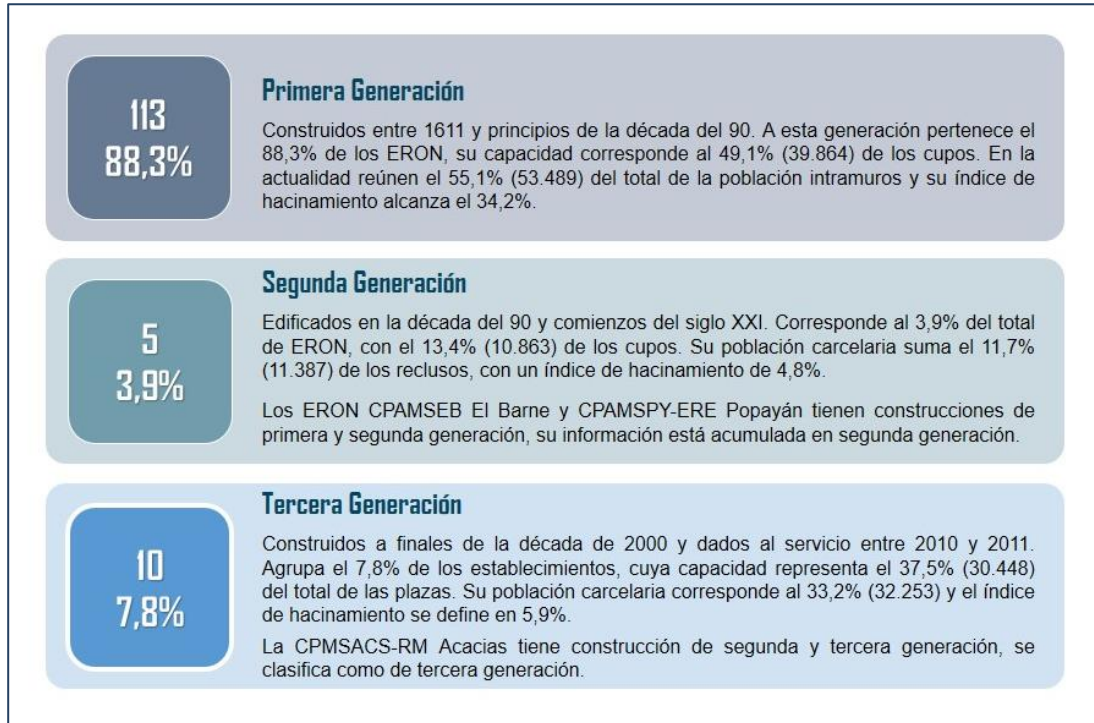 113
88,3%
Primera Generación
Construidos entre 1611 y principios de la década del 90. A esta generación pertenece el
88,3% de los ERON, su capacidad corresponde al 49,1% (39.864) de los cupos. En la
actualidad reúnen el 55,1% (53.489) del total de la población intramuros y su índice de
hacinamiento alcanza el 34,2%.
5
3,9%
Segunda Generación
Edificados en la década del 90 y comienzos del siglo XXI. Corresponde al 3,9% del total
de ERON, con el 13,4% (10.863) de los cupos. Su población carcelaria suma el 11,7%
(11.387) de los reclusos, con un índice de hacinamiento de 4,8%.
Los ERON CPAMSEB El Barne y CPAMSPY-ERE Popayán tienen construcciones de
primera y segunda generación, su información está acumulada en segunda generación.
10
7,8%
Tercera Generación
Construidos a finales de la década de 2000 y dados al servicio entre 2010 y 2011.
Agrupa el 7,8% de los establecimientos, cuya capacidad representa el 37,5% (30.448)
del total de las plazas. Su población carcelaria corresponde al 33,2% (32.253) y el índice
de hacinamiento se define en 5,9%.
La CPMSACS-RM Acacias tiene construcción de segunda y tercera generación, se
clasifica como de tercera generación.